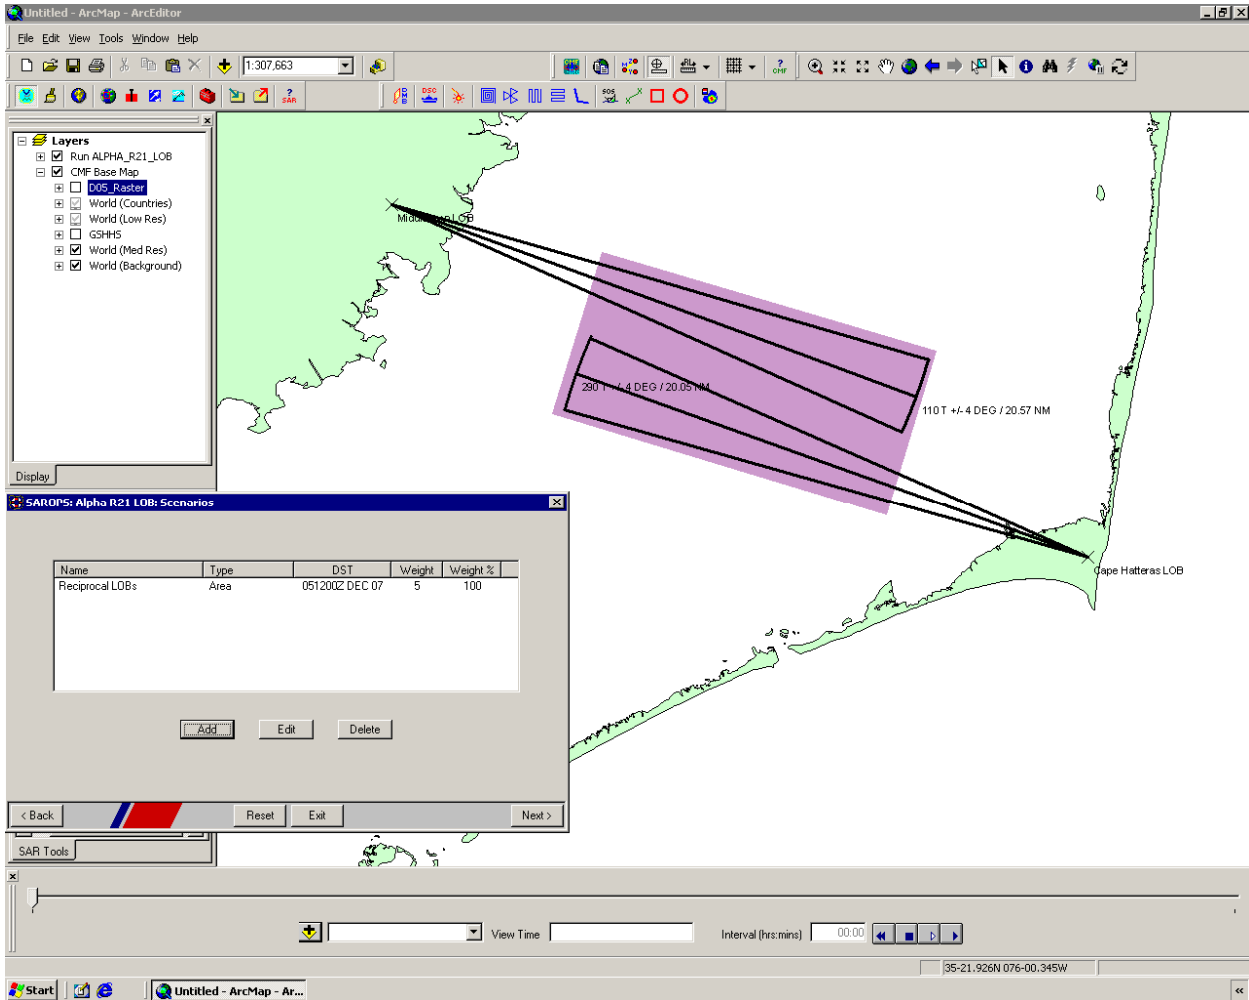 Untitled - ArcMap - ArcEditor
File Edit View Tools Window Help
1:307,663
Layers
Run ALPHA_R21_LOB
CMF Base Map
D05_Raster
World (Countries)
World (Low Res)
GSHHS
World (Med Res)
World (Background)
Display
LOB
290 T +/- 4 DEG / 20.05 NM
110 T +/- 4 DEG / 20.57 NM
Cape Hatteras LOB
SAROPS: Alpha R21 LOB: Scenarios
Name Type DST Weight Weight %
Reciprocal LOBs Area 051200Z DEC 07 5 100
Add Edit Delete
< Back Reset Exit Next >
SAR Tools
View Time Interval (hrs:mins) 00:00
35-21.926N 076-00.345W
Start Untitled - ArcMap - Ar...